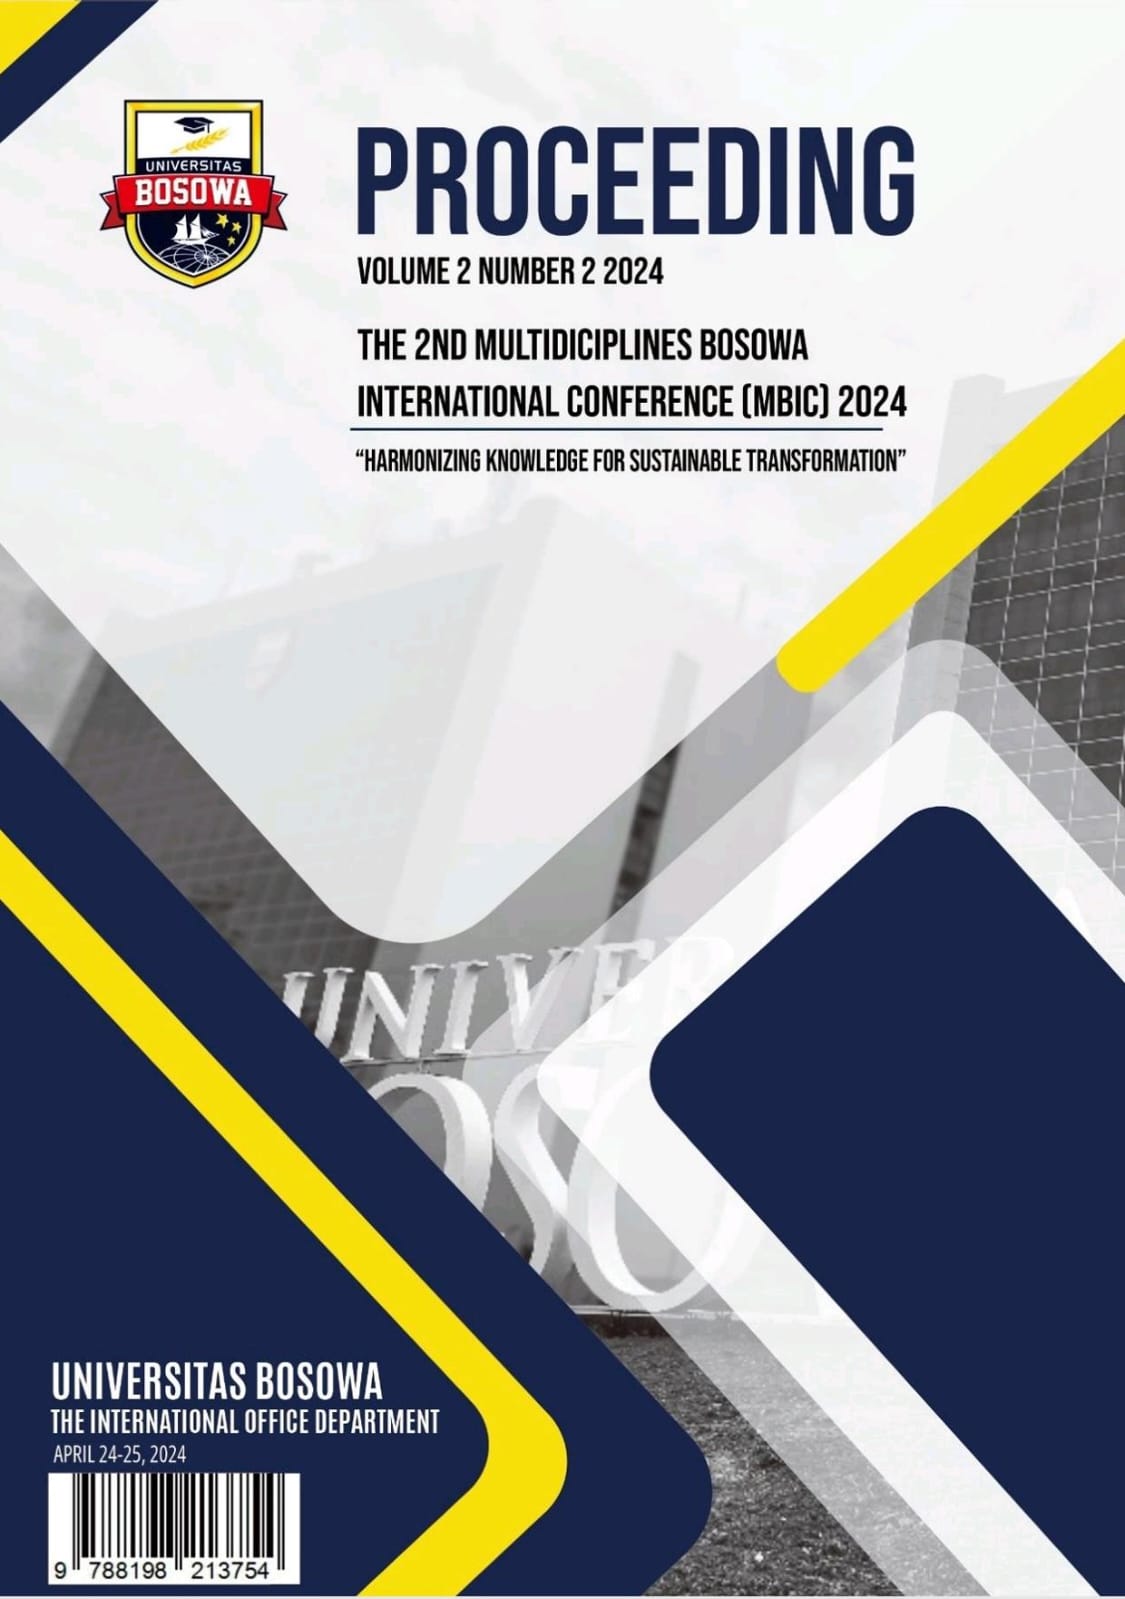 UNIVERSITAS
BOSOWA
PROCEEDING
VOLUME 2 NUMBER 2 2024
THE 2ND MULTIDICIPLINES BOSOWA
INTERNATIONAL CONFERENCE (MBIC) 2024
“HARMONIZING KNOWLEDGE FOR SUSTAINABLE TRANSFORMATION”
UNIVER
OSO
UNIVERSITAS BOSOWA
THE INTERNATIONAL OFFICE DEPARTMENT
APRIL 24-25, 2024
9 788198 213754